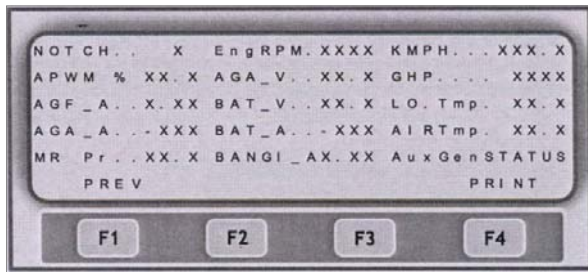 NOTCH.. X EngRPM.XXXX KMPH...XXX.X
APWM % XX.X AGA_V..XX.X GHP.... XXXX
AGF_A..X.XX BAT_V..XX.X LO.Tmp. XX.X
AGA_A..-XXX BAT_A..-XXX AIRTmp. XX.X
MR Pr..XX.X BANGI_AX.XX AuxGenSTATUS
PREV PRINT
F1 F2 F3 F4